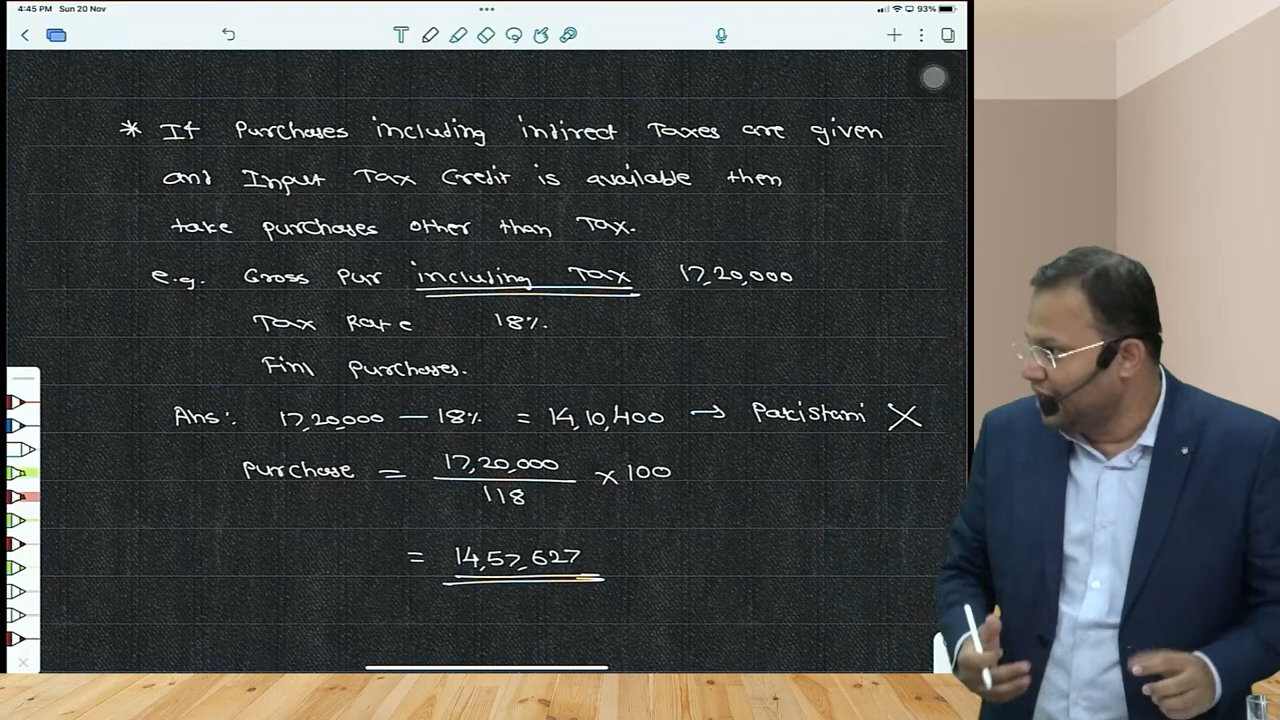 4:45 PM Sun 20 Nov
93%
* If Purchases including indirect Taxes are given
and Input Tax Credit is available then
take purchases other than Tax.
e.g. Gross Pur including Tax 17,20,000
Tax Rate 18%.
Find purchases.
Ans: 17,20,000 — 18% = 14,10,400 → Pakistani X
Purchase = 17,20,000 / 118 × 100
= 14,57,627